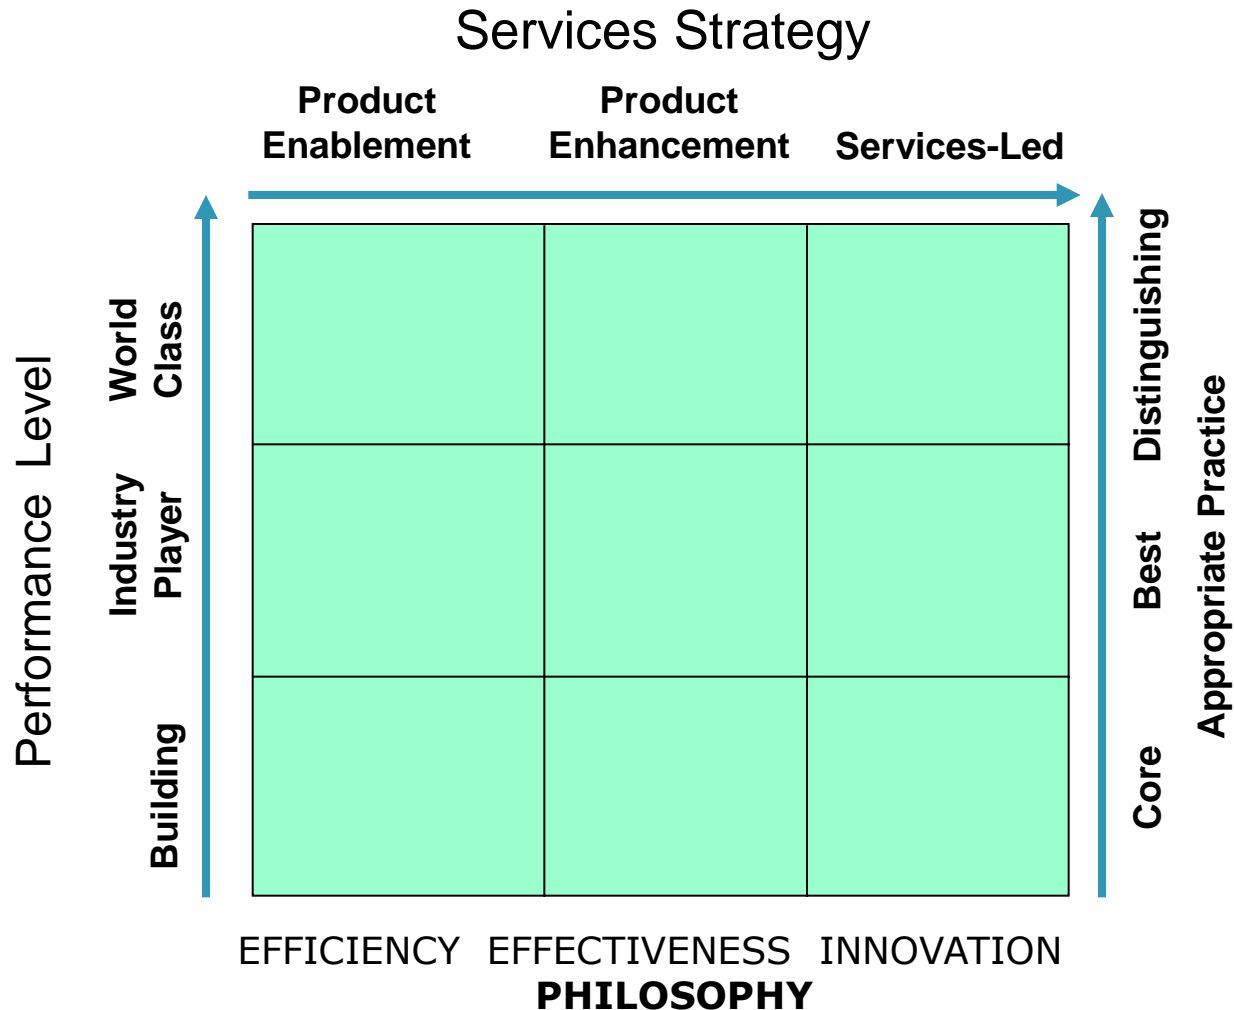 Services Strategy
Product
Enablement
Product
Enhancement
Services-Led
Performance Level
World
Class
Industry
Player
Building
Distinguishing
Best
Core
Appropriate Practice
EFFICIENCY EFFECTIVENESS INNOVATION
PHILOSOPHY